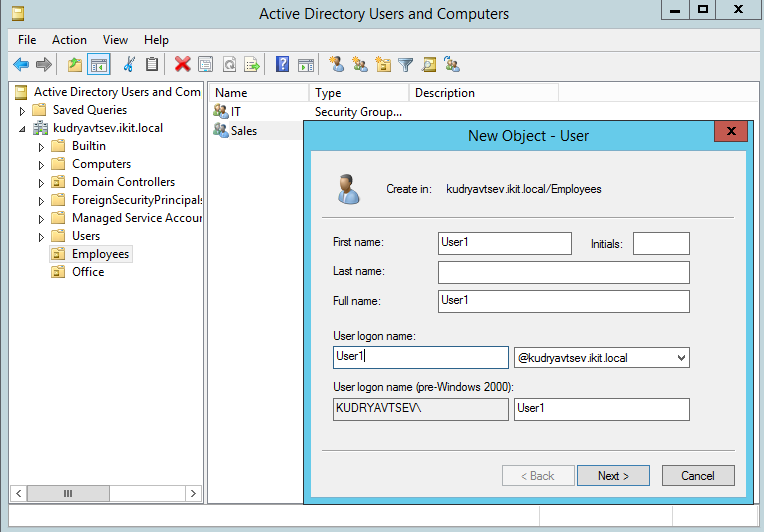 Active Directory Users and Computers
File Action View Help
Active Directory Users and Com
Saved Queries
kudryavtsev.ikit.local
Builtin
Computers
Domain Controllers
ForeignSecurityPrincipals
Managed Service Accour
Users
Employees
Office
Name Type Description
IT Security Group...
Sales
New Object - User
Create in: kudryavtsev.ikit.local/Employees
First name: User1 Initials:
Last name:
Full name: User1
User logon name:
User1 @kudryavtsev.ikit.local
User logon name (pre-Windows 2000):
KUDRYAVTSEV\ User1
< Back Next > Cancel